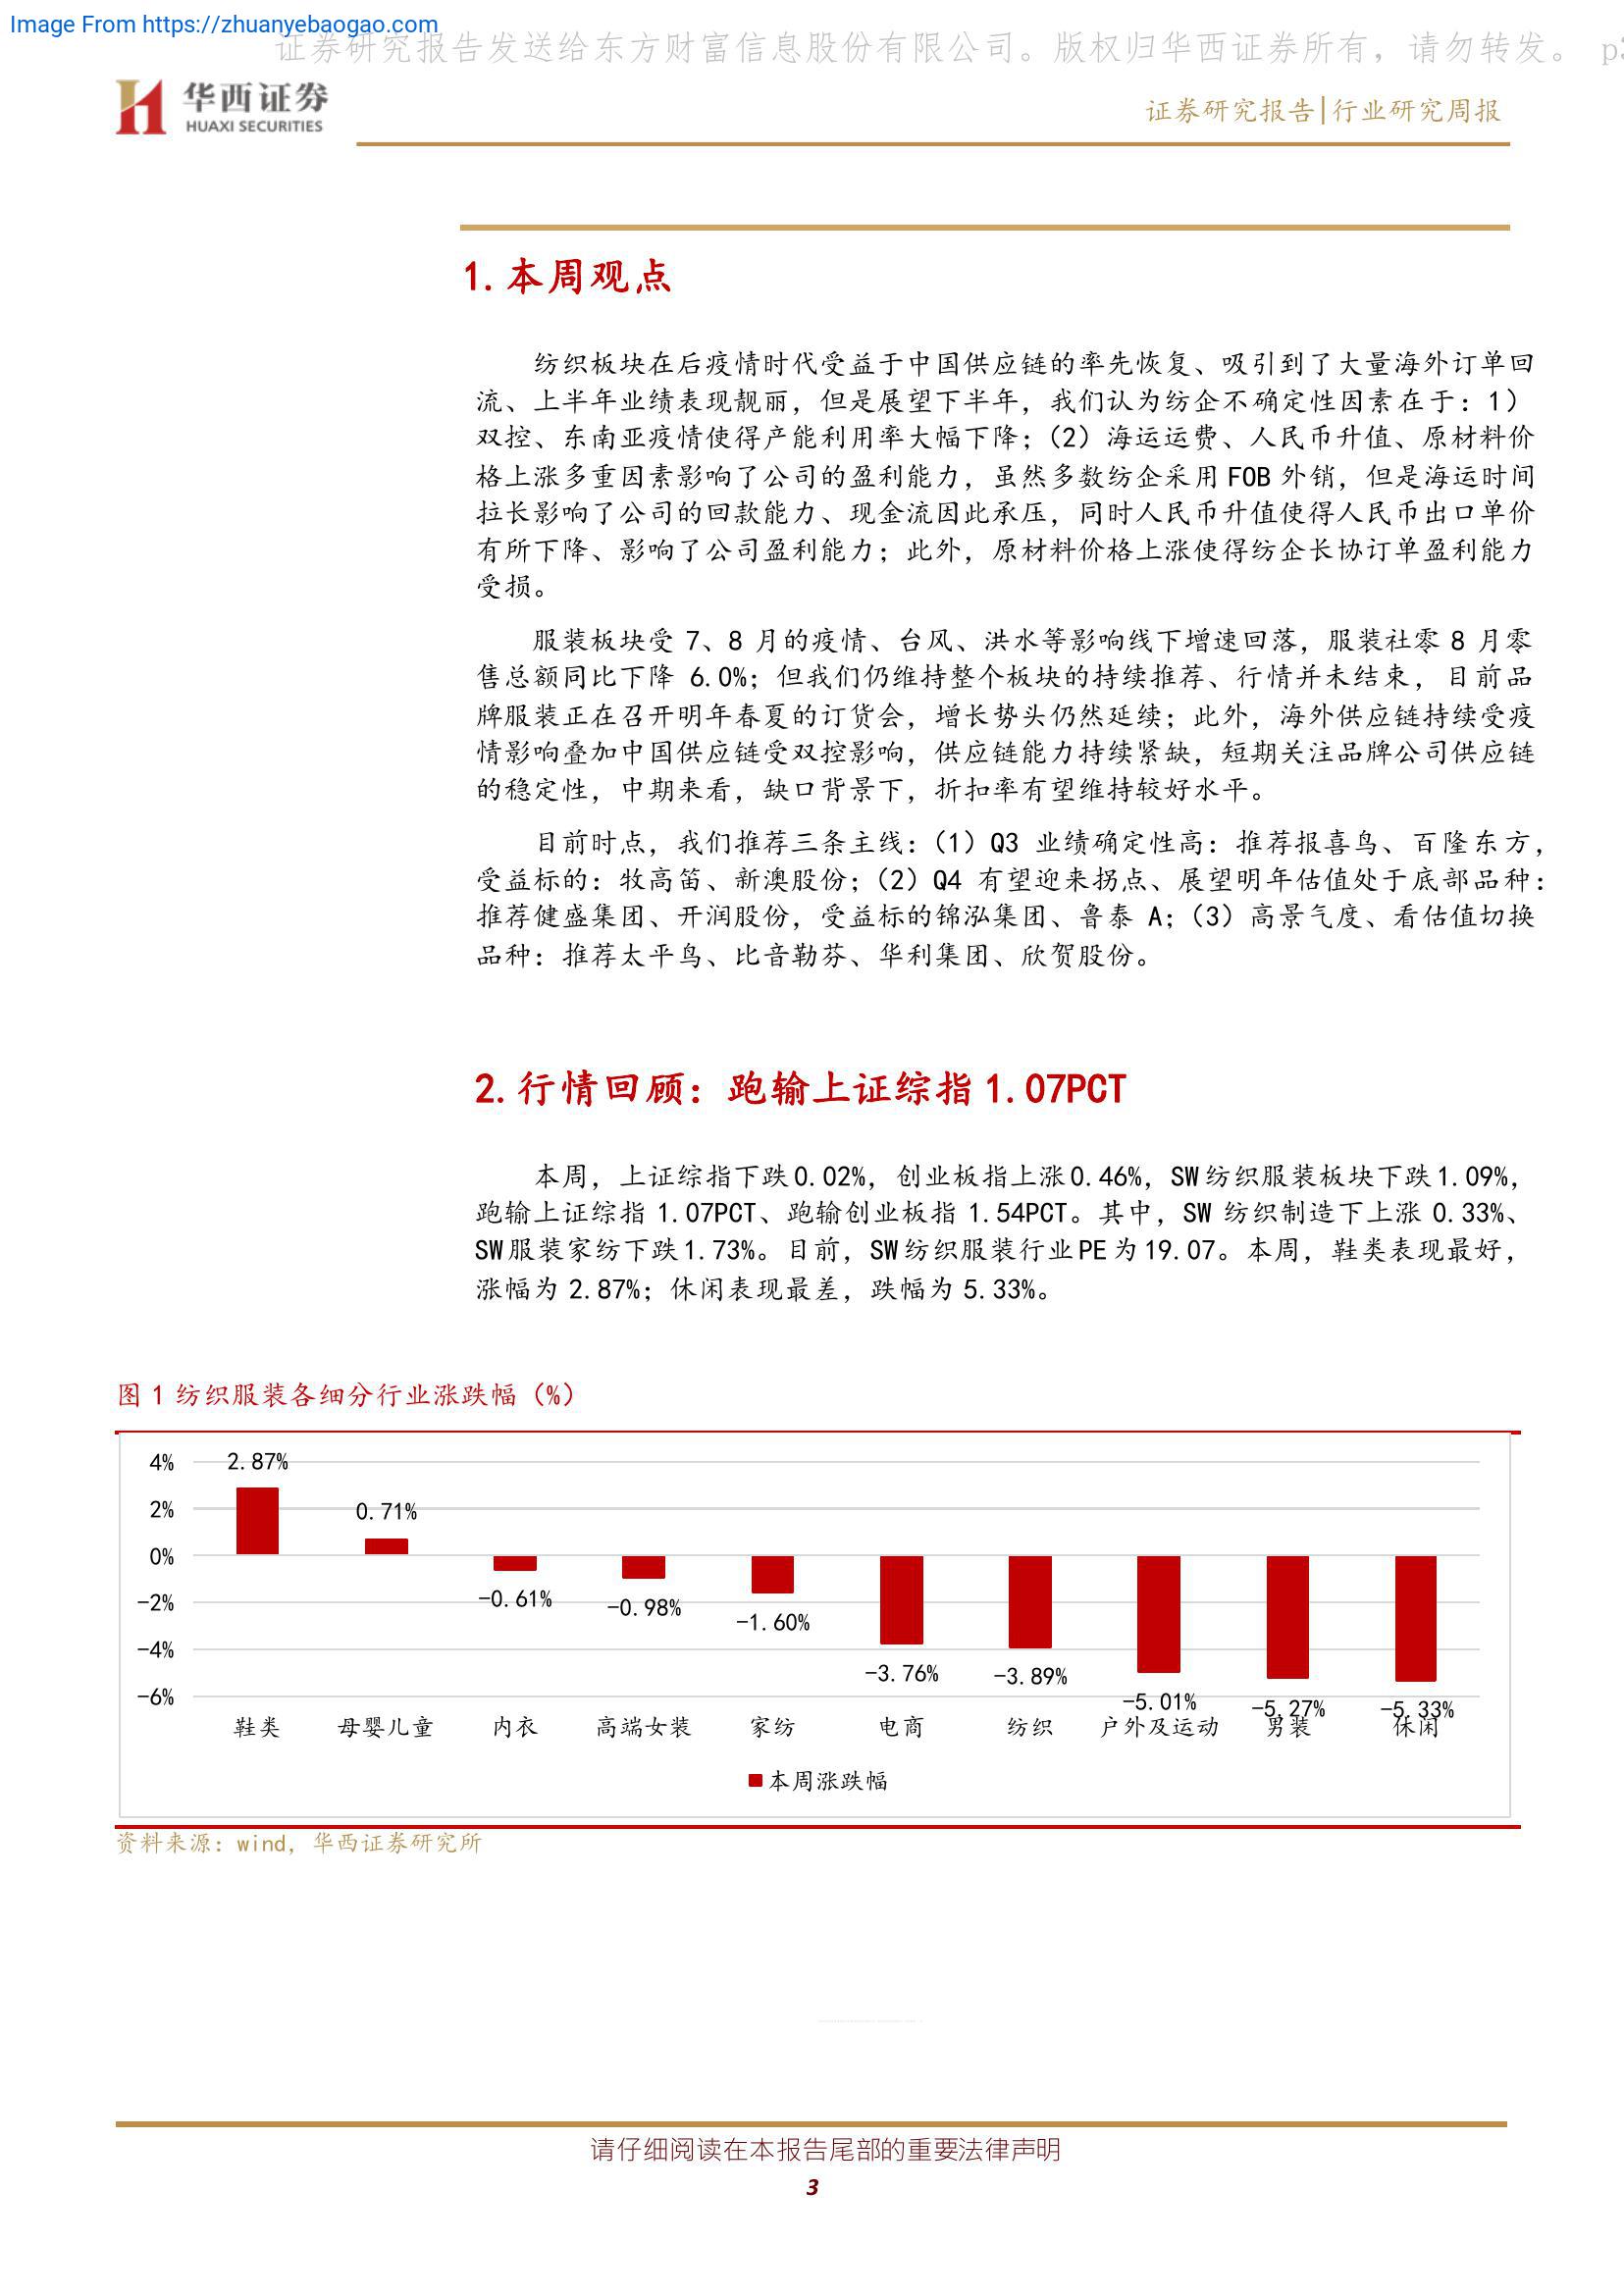 Image From https://zhuanyebaogao.com
证券研究报告发送给东方财富信息股份有限公司。版权归华西证券所有，请勿转发。 p3
华西证券
HUAXI SECURITIES
证券研究报告|行业研究周报
1.本周观点
纺织板块在后疫情时代受益于中国供应链的率先恢复、吸引到了大量海外订单回
流、上半年业绩表现靓丽，但是展望下半年，我们认为纺企不确定性因素在于：1）
双控、东南亚疫情使得产能利用率大幅下降；（2）海运运费、人民币升值、原材料价
格上涨多重因素影响了公司的盈利能力，虽然多数纺企采用 FOB 外销，但是海运时间
拉长影响了公司的回款能力、现金流因此承压，同时人民币升值使得人民币出口单价
有所下降、影响了公司盈利能力；此外，原材料价格上涨使得纺企长协订单盈利能力
受损。
服装板块受 7、8 月的疫情、台风、洪水等影响线下增速回落，服装社零 8 月零
售总额同比下降 6.0%；但我们仍维持整个板块的持续推荐、行情并未结束，目前品
牌服装正在召开明年春夏的订货会，增长势头仍然延续；此外，海外供应链持续受疫
情影响叠加中国供应链受双控影响，供应链能力持续紧缺，短期关注品牌公司供应链
的稳定性，中期来看，缺口背景下，折扣率有望维持较好水平。
目前时点，我们推荐三条主线：（1）Q3 业绩确定性高：推荐报喜鸟、百隆东方，
受益标的：牧高笛、新澳股份；（2）Q4 有望迎来拐点、展望明年估值处于底部品种：
推荐健盛集团、开润股份，受益标的锦泓集团、鲁泰 A；（3）高景气度、看估值切换
品种：推荐太平鸟、比音勒芬、华利集团、欣贺股份。
2.行情回顾：跑输上证综指 1.07PCT
本周，上证综指下跌 0.02%，创业板指上涨 0.46%，SW 纺织服装板块下跌 1.09%，
跑输上证综指 1.07PCT、跑输创业板指 1.54PCT。其中，SW 纺织制造下上涨 0.33%、
SW 服装家纺下跌 1.73%。目前，SW 纺织服装行业 PE 为 19.07。本周，鞋类表现最好，
涨幅为 2.87%；休闲表现最差，跌幅为 5.33%。
图 1 纺织服装各细分行业涨跌幅（%）
4%
2%
0%
-2%
-4%
-6%
2.87%
0.71%
-0.61%
-0.98%
-1.60%
-3.76%
-3.89%
-5.01%
-5.27%
-5.33%
鞋类 母婴儿童 内衣 高端女装 家纺 电商 纺织 户外及运动 男装 休闲
本周涨跌幅
资料来源：wind，华西证券研究所
请仔细阅读在本报告尾部的重要法律声明
3